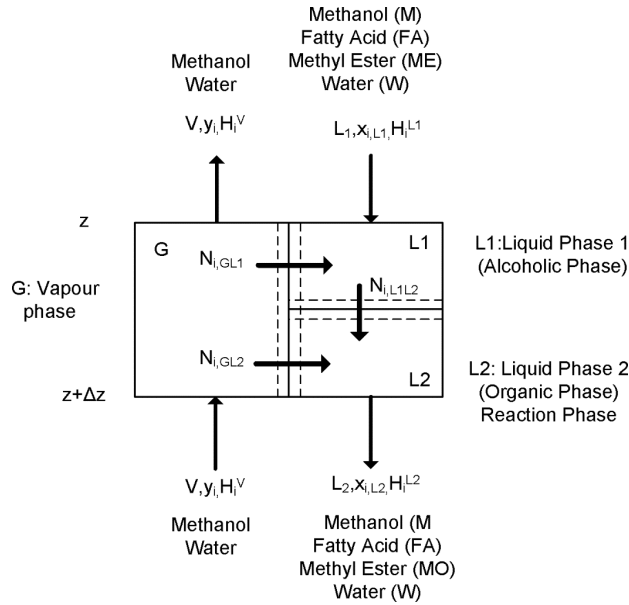 Methanol (M)
Fatty Acid (FA)
Methyl Ester (ME)
Water (W)
Methanol
Water
V,yᵢ,Hᵢⱽ
L₁,xᵢ,L1,HᵢL1
z
G
L1
L1:Liquid Phase 1
(Alcoholic Phase)
Nᵢ,GL1
Nᵢ,L1L2
G: Vapour
phase
Nᵢ,GL2
L2
L2: Liquid Phase 2
(Organic Phase)
Reaction Phase
z+Δz
V,yᵢ,Hᵢⱽ
L₂,xᵢ,L2,HᵢL2
Methanol
Water
Methanol (M
Fatty Acid (FA)
Methyl Ester (MO)
Water (W)